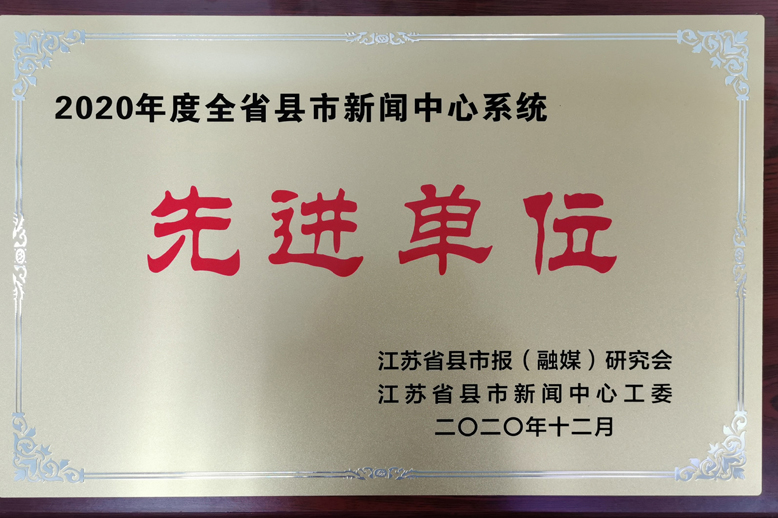 2020年度全省县市新闻中心系统
先进单位
江苏省县市报（融媒）研究会
江苏省县市新闻中心工委
二〇二〇年十二月